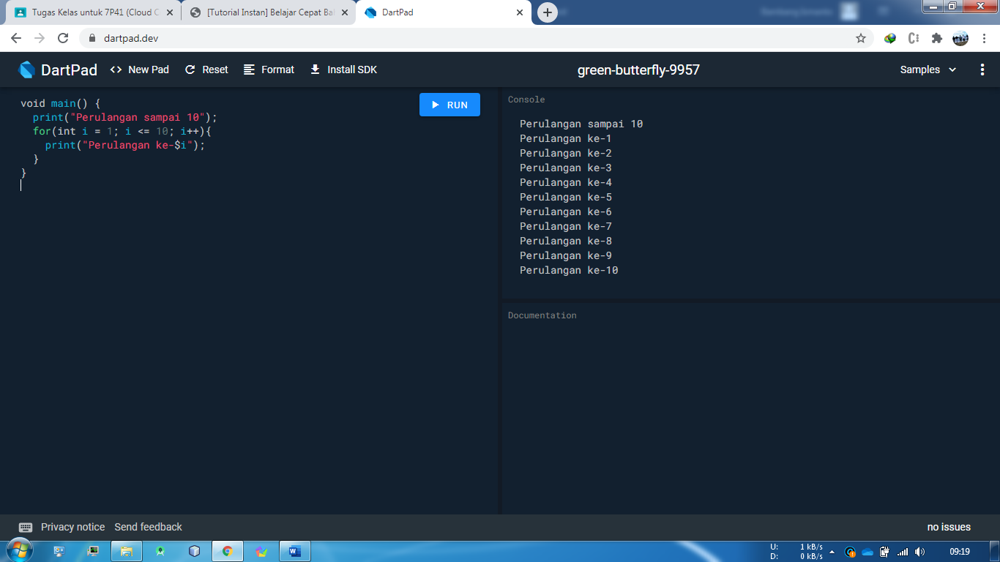 Tugas Kelas untuk 7P41 (Cloud C
[Tutorial Instan] Belajar Cepat Ba
DartPad
dartpad.dev
DartPad
<> New Pad
Reset
Format
Install SDK
green-butterfly-9957
Samples
void main() {
print("Perulangan sampai 10");
for(int i = 1; i <= 10; i++){
print("Perulangan ke-$i");
}
}
RUN
Console
Perulangan sampai 10
Perulangan ke-1
Perulangan ke-2
Perulangan ke-3
Perulangan ke-4
Perulangan ke-5
Perulangan ke-6
Perulangan ke-7
Perulangan ke-8
Perulangan ke-9
Perulangan ke-10
Documentation
Privacy notice
Send feedback
no issues
U: 1 kB/s
D: 0 kB/s
09:19